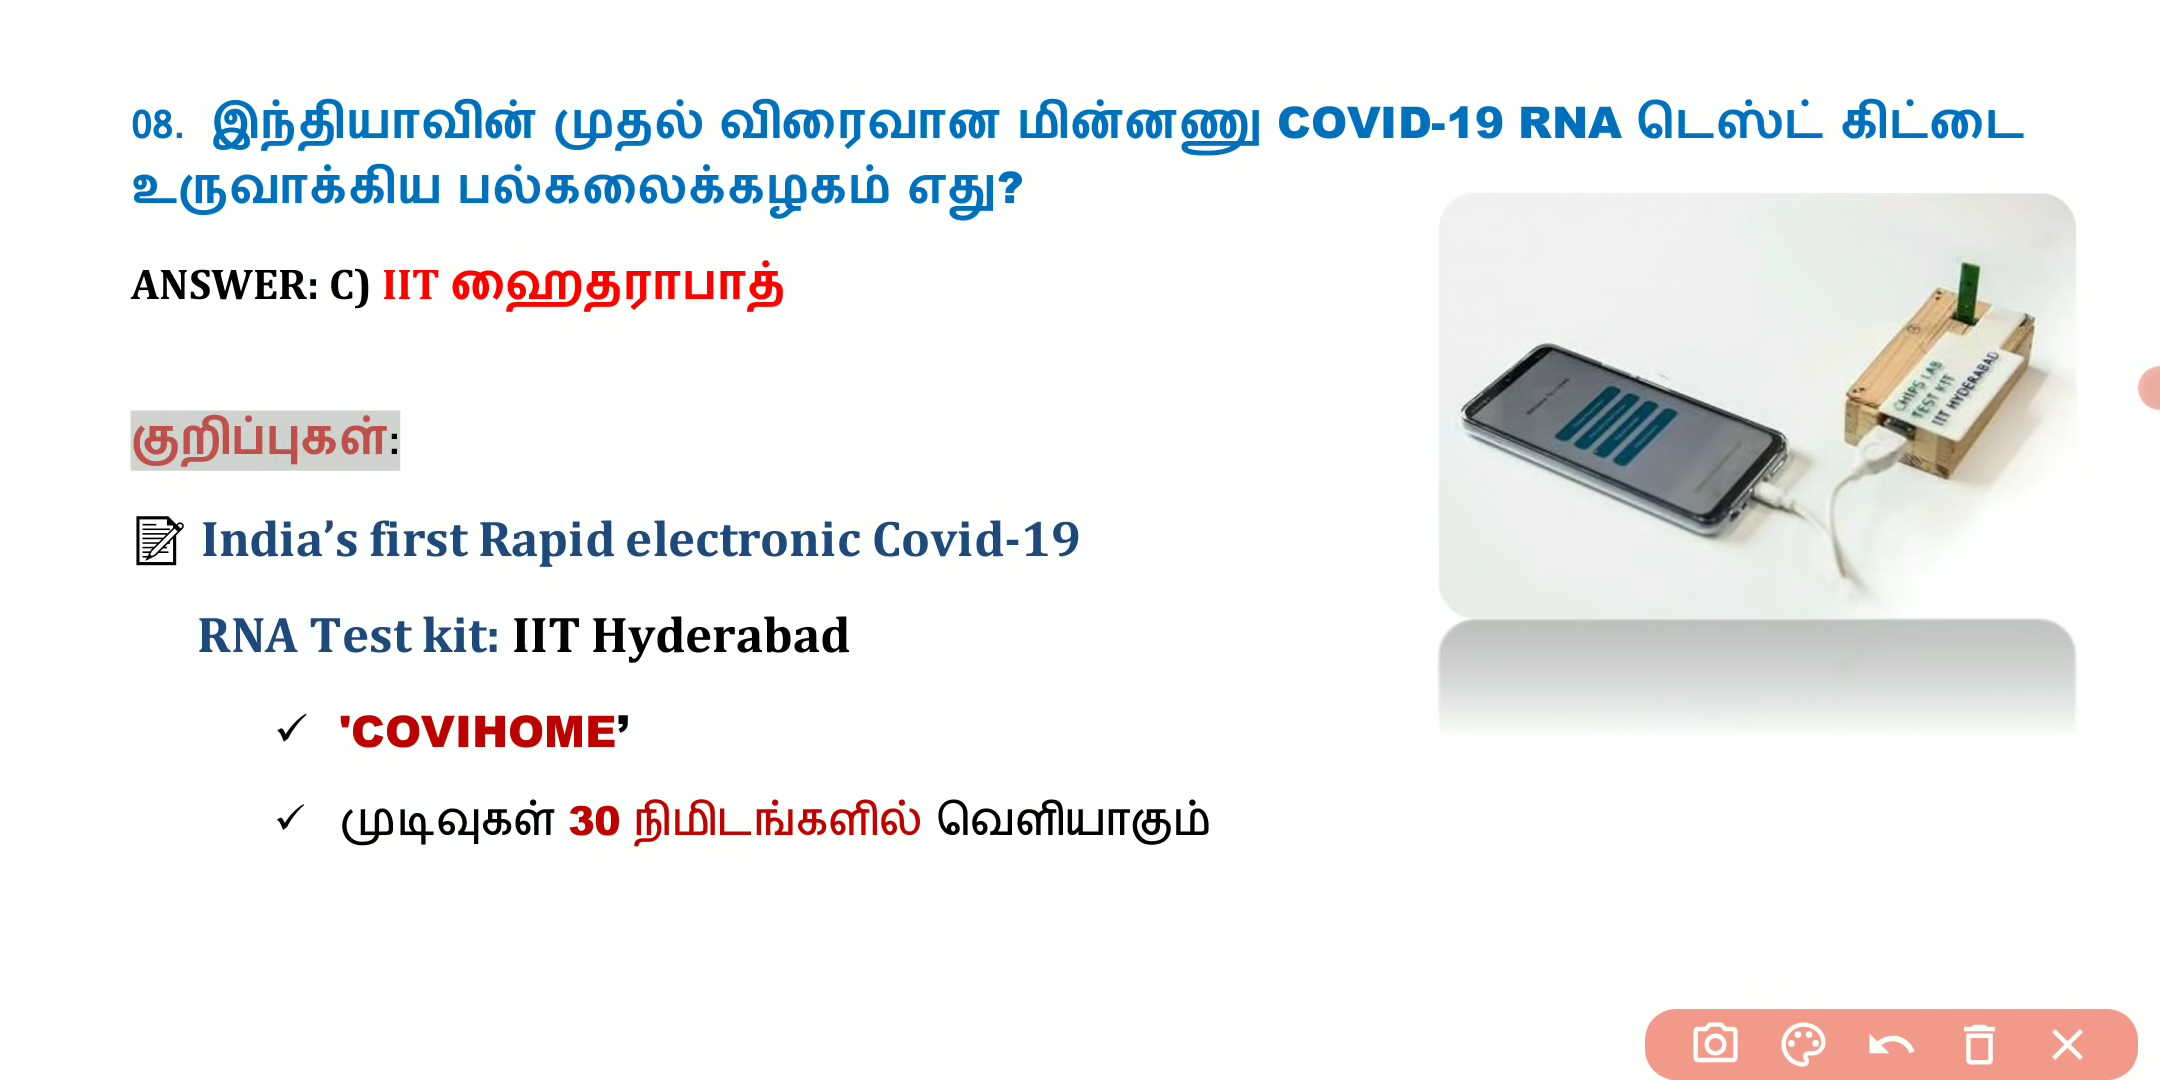 08. இந்தியாவின் முதல் விரைவான மின்னணு COVID-19 RNA டெஸ்ட் கிட்டை
உருவாக்கிய பல்கலைக்கழகம் எது?
ANSWER: C) IIT ஹைதராபாத்
CHIPS LAB
TEST KIT
IIT HYDERABAD
குறிப்புகள்:
India’s first Rapid electronic Covid-19
RNA Test kit: IIT Hyderabad
✓ 'COVIHOME’
✓ முடிவுகள் 30 நிமிடங்களில் வெளியாகும்